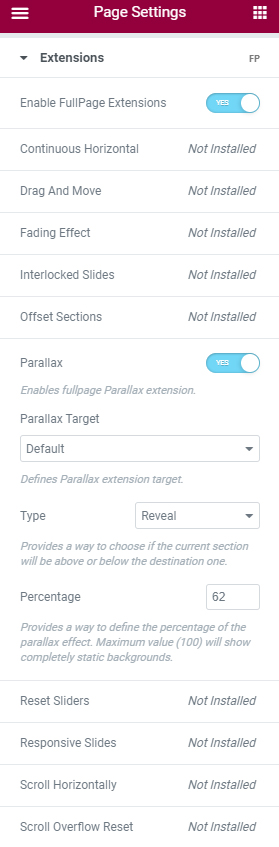 Page Settings
Extensions FP
Enable FullPage Extensions YES
Continuous Horizontal Not Installed
Drag And Move Not Installed
Fading Effect Not Installed
Interlocked Slides Not Installed
Offset Sections Not Installed
Parallax YES
Enables fullpage Parallax extension.
Parallax Target
Default
Defines Parallax extension target.
Type Reveal
Provides a way to choose if the current section
will be above or below the destination one.
Percentage 62
Provides a way to define the percentage of the
parallax effect. Maximum value (100) will show
completely static backgrounds.
Reset Sliders Not Installed
Responsive Slides Not Installed
Scroll Horizontally Not Installed
Scroll Overflow Reset Not Installed